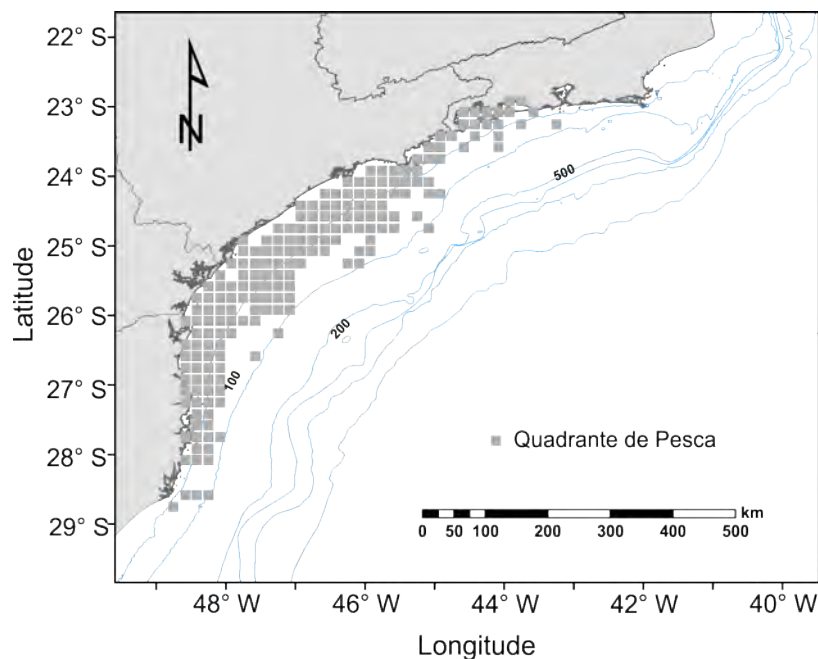 22° S
23° S
24° S
25° S
26° S
27° S
28° S
29° S
Latitude
N
500
200
100
Quadrante de Pesca
km
0 50 100 200 300 400 500
48° W 46° W 44° W 42° W 40° W
Longitude